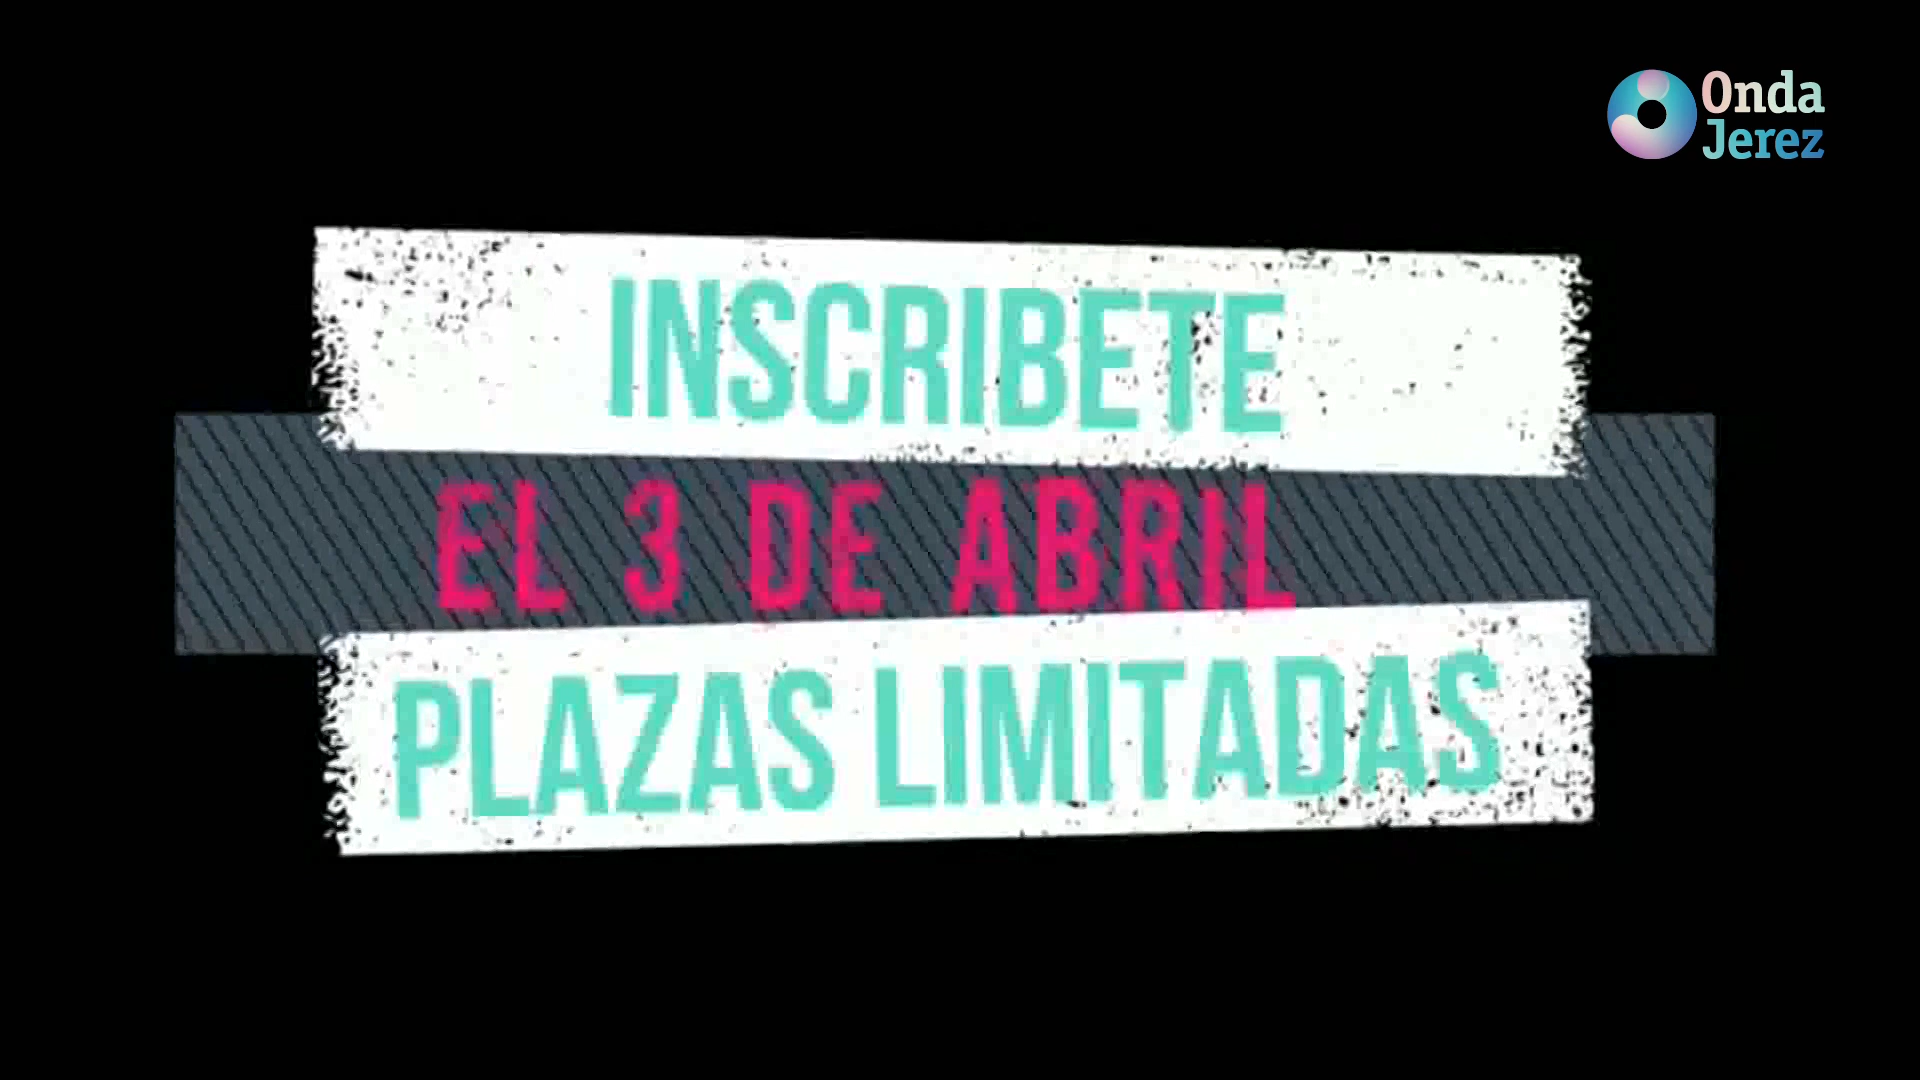 Onda
Jerez
INSCRIBETE
EL 3 DE ABRIL
PLAZAS LIMITADAS